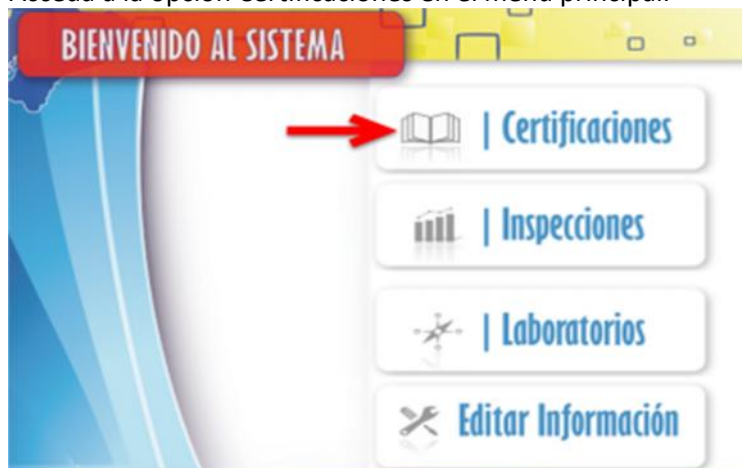 Acceda a la opción Certificaciones en el menú principal.
BIENVENIDO AL SISTEMA
| Certificaciones
| Inspecciones
| Laboratorios
Editar Información